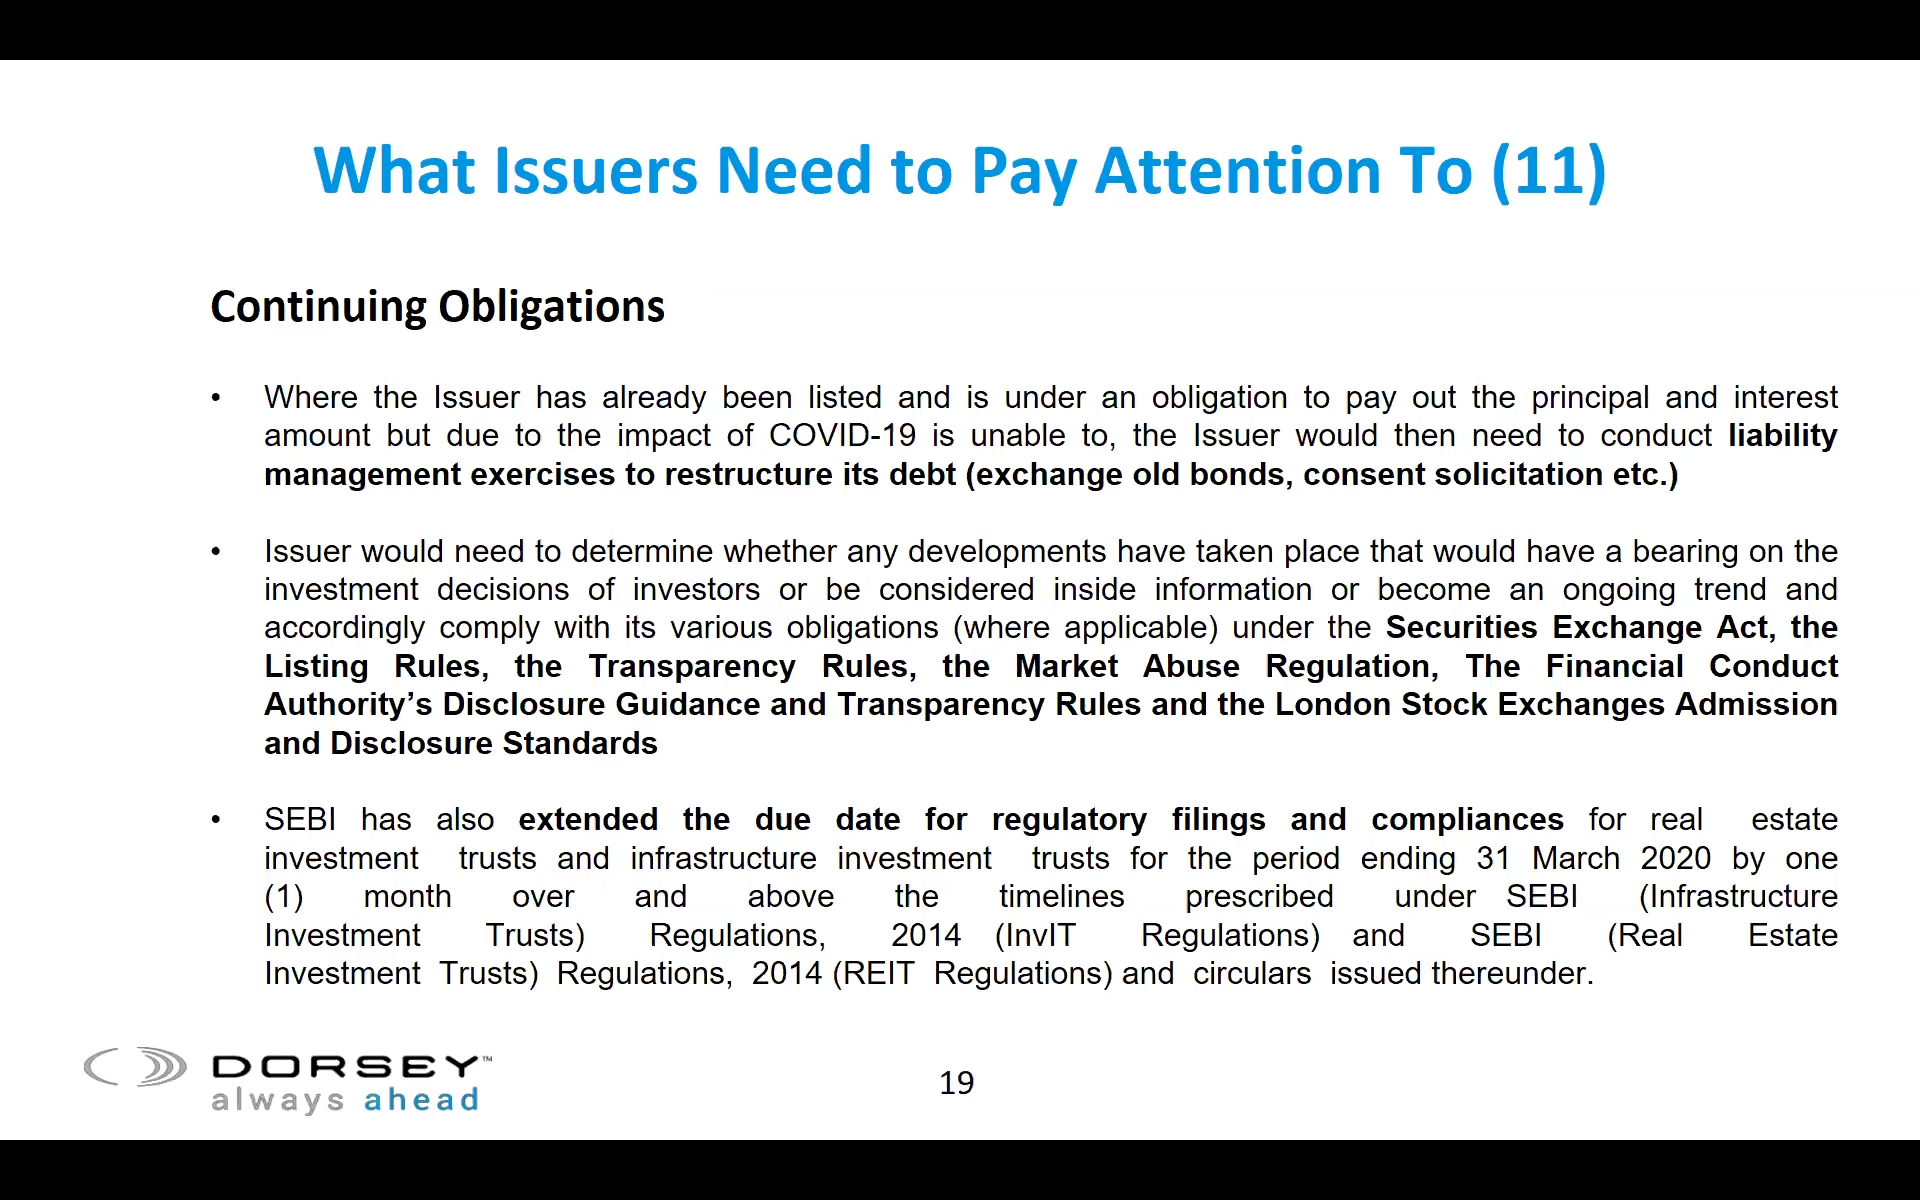 What Issuers Need to Pay Attention To (11)
Continuing Obligations
• Where the Issuer has already been listed and is under an obligation to pay out the principal and interest
amount but due to the impact of COVID-19 is unable to, the Issuer would then need to conduct liability
management exercises to restructure its debt (exchange old bonds, consent solicitation etc.)
• Issuer would need to determine whether any developments have taken place that would have a bearing on the
investment decisions of investors or be considered inside information or become an ongoing trend and
accordingly comply with its various obligations (where applicable) under the Securities Exchange Act, the
Listing Rules, the Transparency Rules, the Market Abuse Regulation, The Financial Conduct
Authority’s Disclosure Guidance and Transparency Rules and the London Stock Exchanges Admission
and Disclosure Standards
• SEBI has also extended the due date for regulatory filings and compliances for real estate
investment trusts and infrastructure investment trusts for the period ending 31 March 2020 by one
(1) month over and above the timelines prescribed under SEBI (Infrastructure
Investment Trusts) Regulations, 2014 (InvIT Regulations) and SEBI (Real Estate
Investment Trusts) Regulations, 2014 (REIT Regulations) and circulars issued thereunder.
DORSEY™
always ahead
19